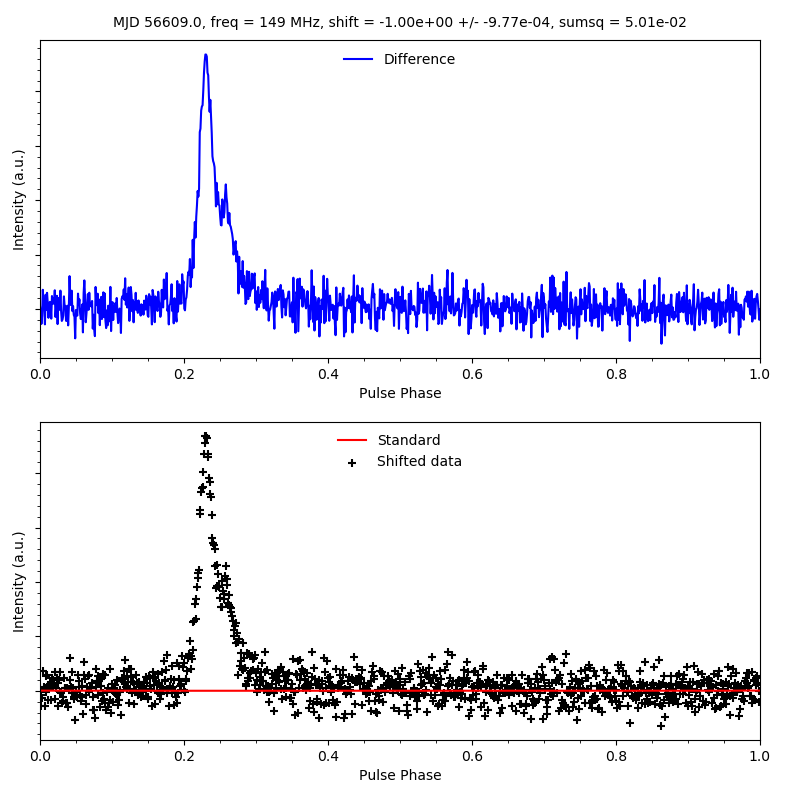 MJD 56609.0, freq = 149 MHz, shift = -1.00e+00 +/- -9.77e-04, sumsq = 5.01e-02
Difference
Intensity (a.u.)
0.0 0.2 0.4 0.6 0.8 1.0
Pulse Phase
Standard
Shifted data
Intensity (a.u.)
0.0 0.2 0.4 0.6 0.8 1.0
Pulse Phase